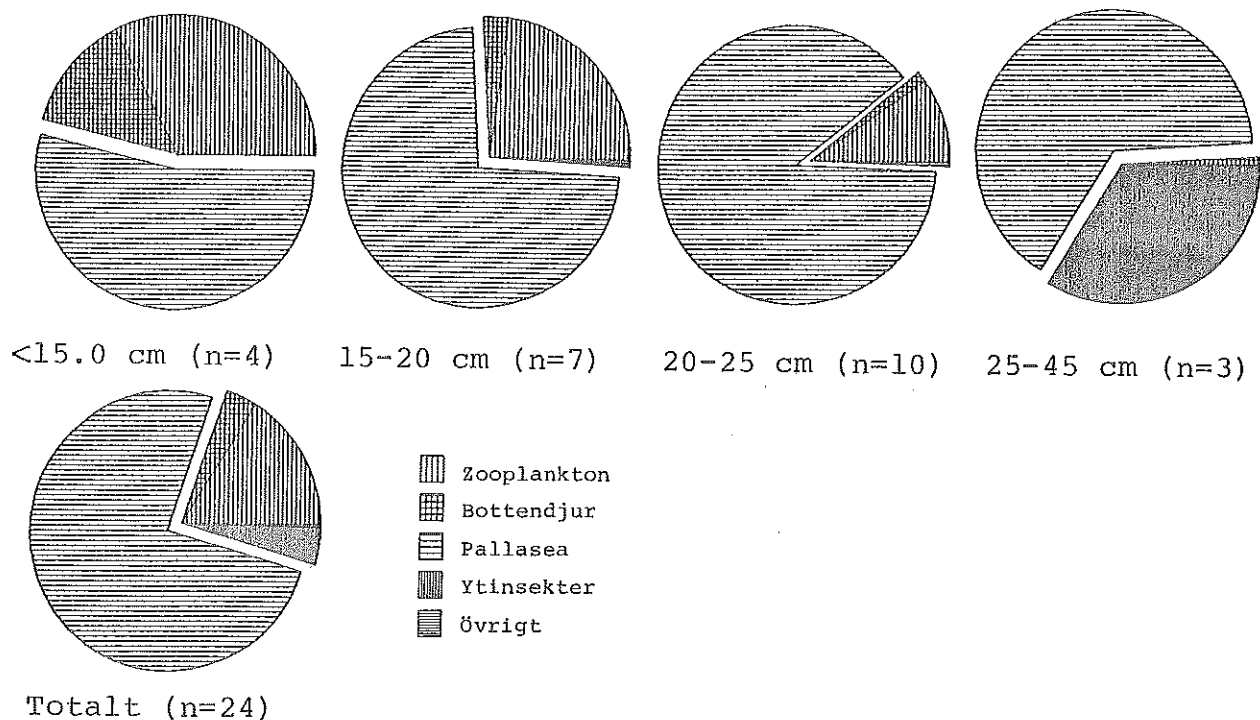 <15.0 cm (n=4)
15-20 cm (n=7)
20-25 cm (n=10)
25-45 cm (n=3)
Zooplankton
Bottendjur
Pallasea
Ytinsekter
Övrigt
Totalt (n=24)